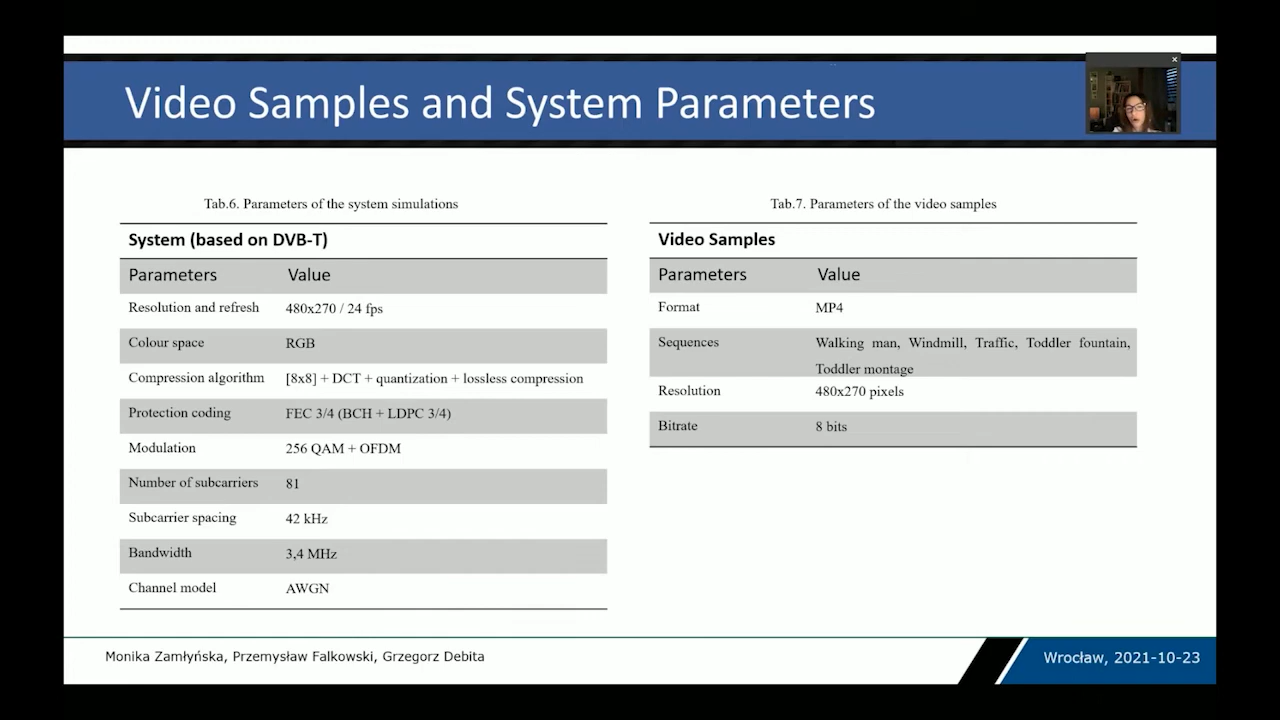 Video Samples and System Parameters
Tab.6. Parameters of the system simulations
System (based on DVB-T)
Parameters Value
Resolution and refresh 480x270 / 24 fps
Colour space RGB
Compression algorithm [8x8] + DCT + quantization + lossless compression
Protection coding FEC 3/4 (BCH + LDPC 3/4)
Modulation 256 QAM + OFDM
Number of subcarriers 81
Subcarrier spacing 42 kHz
Bandwidth 3,4 MHz
Channel model AWGN
Tab.7. Parameters of the video samples
Video Samples
Parameters Value
Format MP4
Sequences Walking man, Windmill, Traffic, Toddler fountain,
Toddler montage
Resolution 480x270 pixels
Bitrate 8 bits
Monika Zamłyńska, Przemysław Falkowski, Grzegorz Debita
Wrocław, 2021-10-23